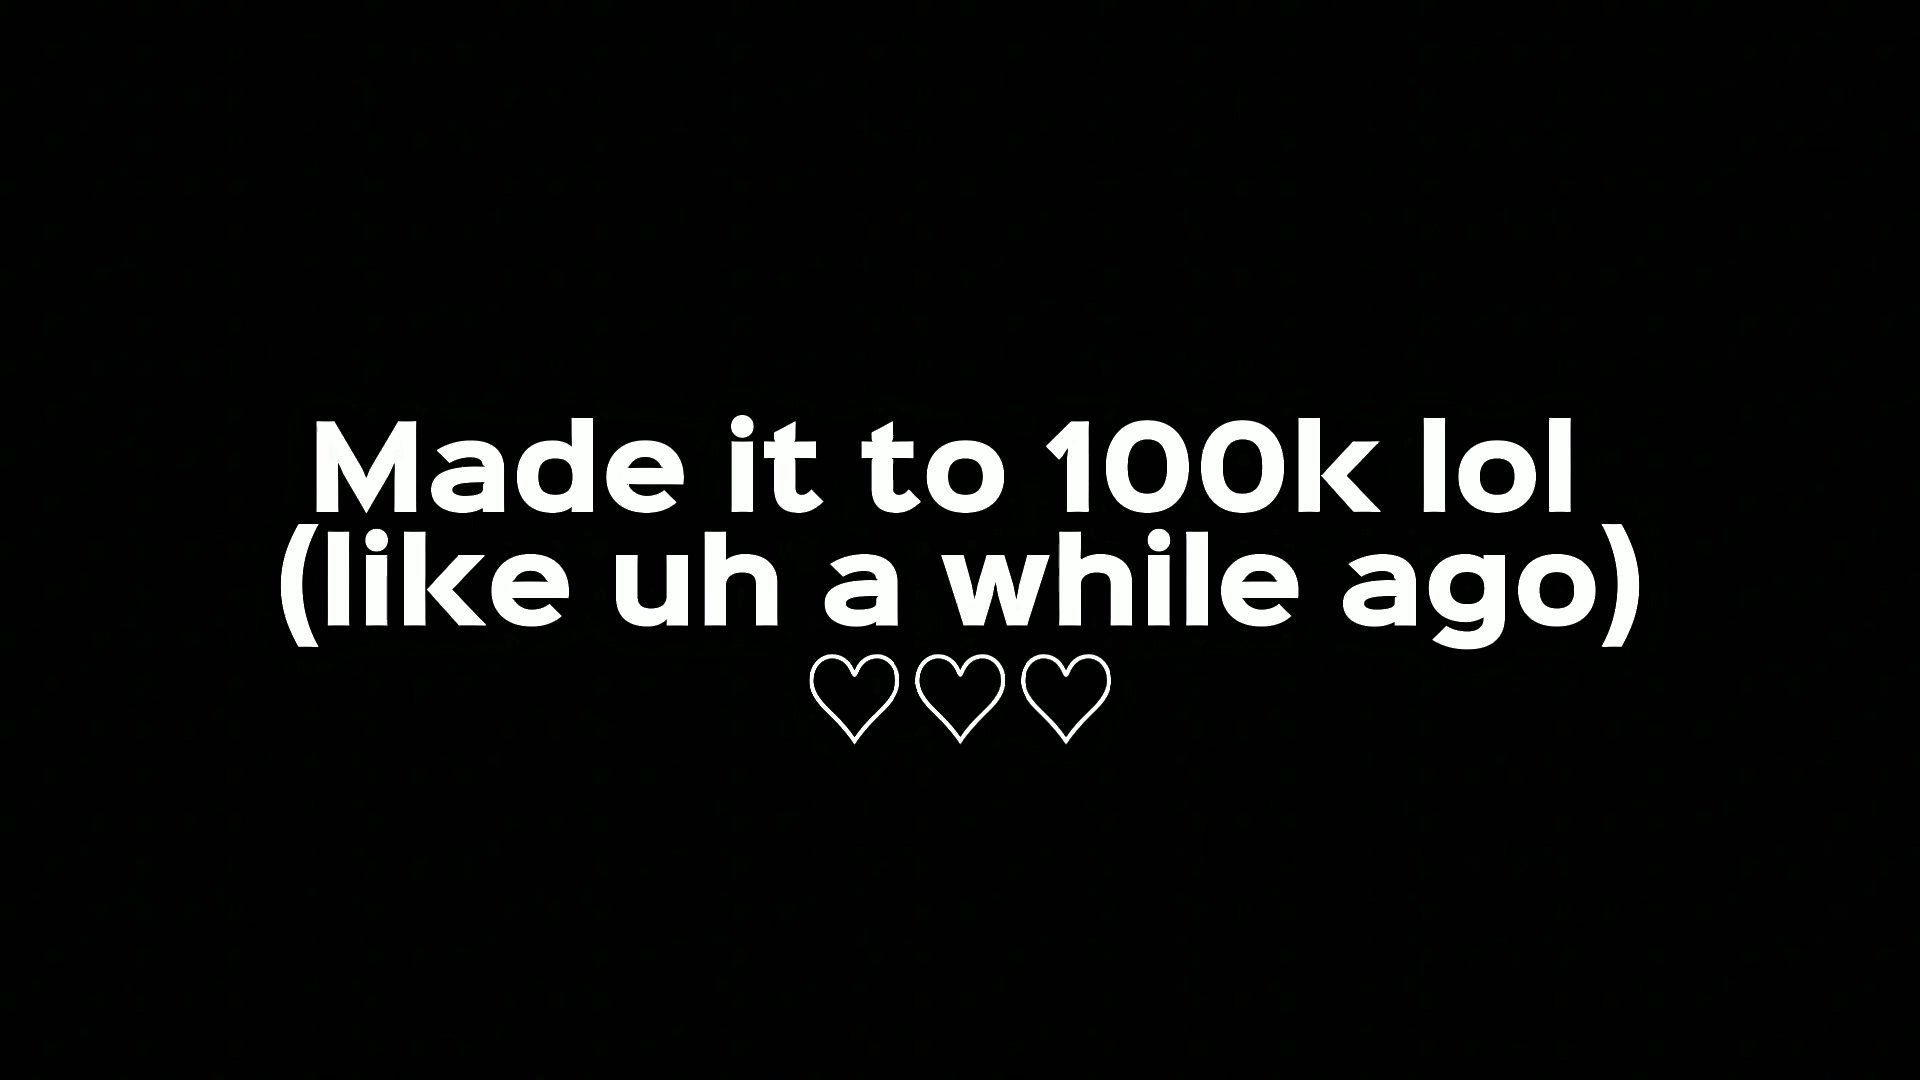 Made it to 100k lol
(like uh a while ago)
♡♡♡